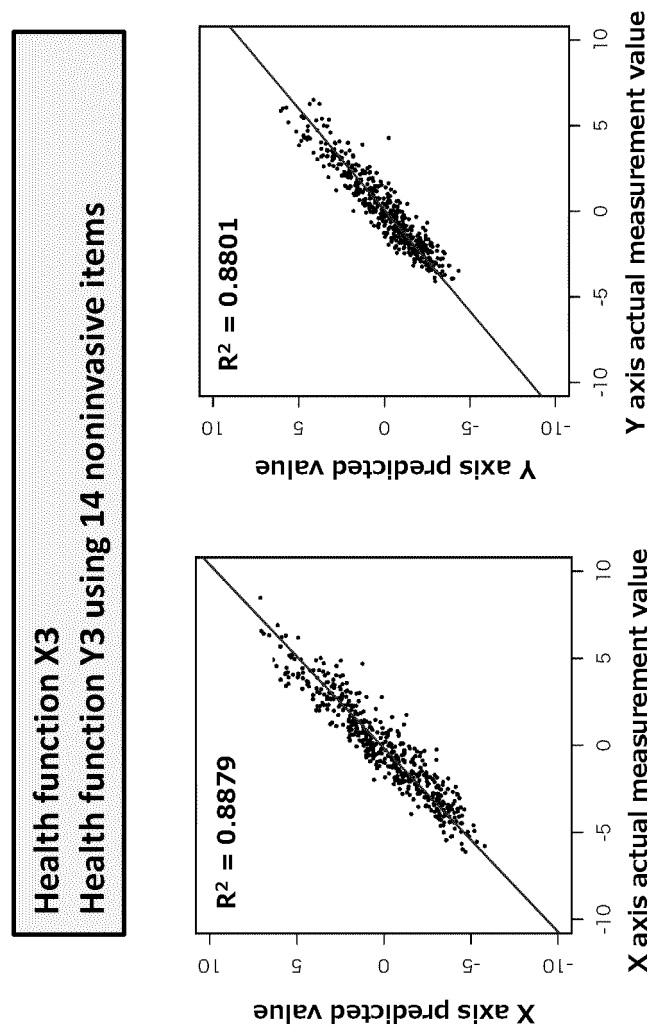 Health function X3
Health function Y3 using 14 noninvasive items
R² = 0.8879
X axis predicted value
10
5
0
-5
-10
-10
-5
0
5
10
X axis actual measurement value
R² = 0.8801
Y axis predicted value
10
5
0
-5
-10
-10
-5
0
5
10
Y axis actual measurement value